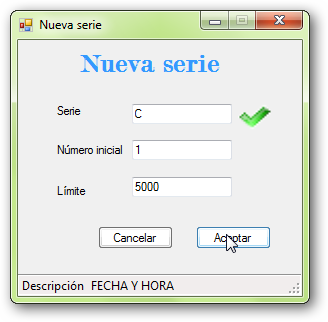 Nueva serie
Nueva serie
Serie C
Número inicial 1
Límite 5000
Cancelar Aceptar
Descripción FECHA Y HORA